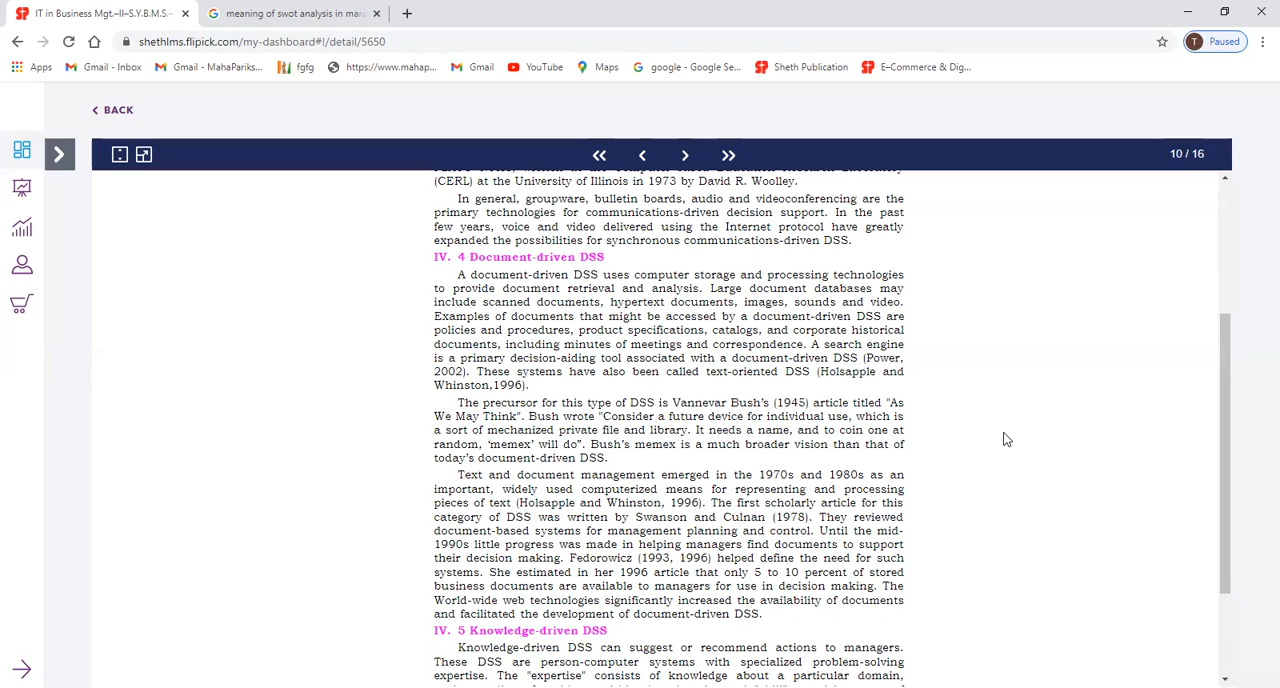 IT in Business Mgt.–II–S.Y.B.M.S.–
meaning of swot analysis in mar
shethlms.flipick.com/my-dashboard#!/detail/5650
T Paused
Apps
Gmail - Inbox
Gmail - MahaPariks...
fgfg
https://www.mahap...
Gmail
YouTube
Maps
google - Google Se...
Sheth Publication
E–Commerce & Dig...
BACK
10 / 16
(CERL) at the University of Illinois in 1973 by David R. Woolley.
In general, groupware, bulletin boards, audio and videoconferencing are the
primary technologies for communications-driven decision support. In the past
few years, voice and video delivered using the Internet protocol have greatly
expanded the possibilities for synchronous communications-driven DSS.
IV. 4 Document-driven DSS
A document-driven DSS uses computer storage and processing technologies
to provide document retrieval and analysis. Large document databases may
include scanned documents, hypertext documents, images, sounds and video.
Examples of documents that might be accessed by a document-driven DSS are
policies and procedures, product specifications, catalogs, and corporate historical
documents, including minutes of meetings and correspondence. A search engine
is a primary decision-aiding tool associated with a document-driven DSS (Power,
2002). These systems have also been called text-oriented DSS (Holsapple and
Whinston,1996).
The precursor for this type of DSS is Vannevar Bush's (1945) article titled "As
We May Think". Bush wrote "Consider a future device for individual use, which is
a sort of mechanized private file and library. It needs a name, and to coin one at
random, 'memex' will do". Bush's memex is a much broader vision than that of
today's document-driven DSS.
Text and document management emerged in the 1970s and 1980s as an
important, widely used computerized means for representing and processing
pieces of text (Holsapple and Whinston, 1996). The first scholarly article for this
category of DSS was written by Swanson and Culnan (1978). They reviewed
document-based systems for management planning and control. Until the mid-
1990s little progress was made in helping managers find documents to support
their decision making. Fedorowicz (1993, 1996) helped define the need for such
systems. She estimated in her 1996 article that only 5 to 10 percent of stored
business documents are available to managers for use in decision making. The
World-wide web technologies significantly increased the availability of documents
and facilitated the development of document-driven DSS.
IV. 5 Knowledge-driven DSS
Knowledge-driven DSS can suggest or recommend actions to managers.
These DSS are person-computer systems with specialized problem-solving
expertise. The "expertise" consists of knowledge about a particular domain,